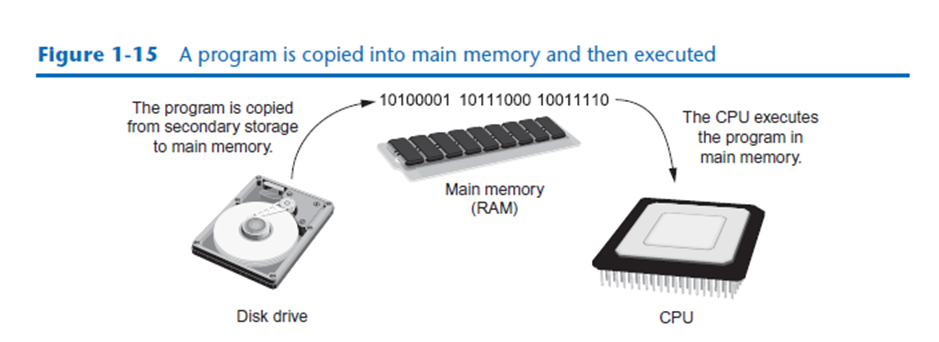 Figure 1-15 A program is copied into main memory and then executed
The program is copied
from secondary storage
to main memory.
10100001 10111000 10011110
The CPU executes
the program in
main memory.
Main memory
(RAM)
Disk drive
CPU